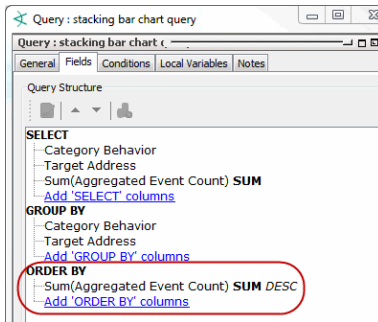 Query : stacking bar chart query
Query : stacking bar chart (
General Fields Conditions Local Variables Notes
Query Structure
SELECT
Category Behavior
Target Address
Sum(Aggregated Event Count) SUM
Add 'SELECT' columns
GROUP BY
Category Behavior
Target Address
Add 'GROUP BY' columns
ORDER BY
Sum(Aggregated Event Count) SUM DESC
Add 'ORDER BY' columns